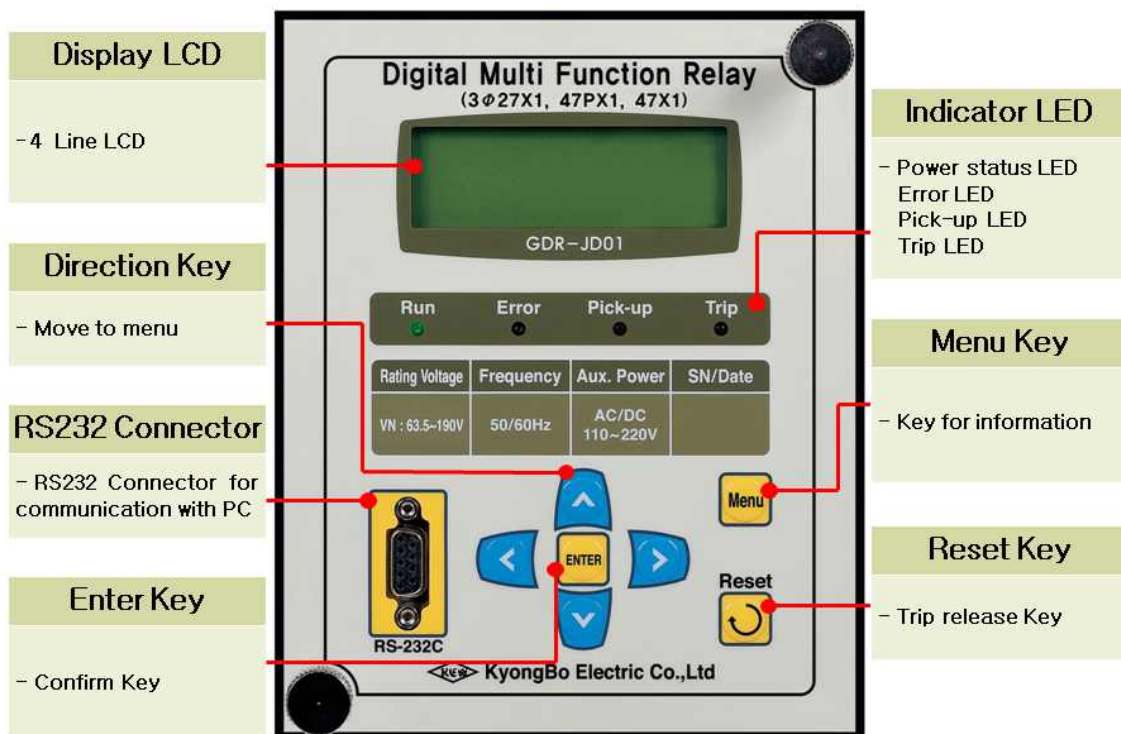 Display LCD
- 4 Line LCD
Direction Key
- Move to menu
RS232 Connector
- RS232 Connector for
communication with PC
Enter Key
- Confirm Key
Digital Multi Function Relay
(3Φ27X1, 47PX1, 47X1)
GDR-JD01
Run Error Pick-up Trip
Rating Voltage Frequency Aux. Power SN/Date
VN : 63.5~190V 50/60Hz AC/DC
110~220V
Menu
ENTER
Reset
RS-232C
KEW KyongBo Electric Co.,Ltd
Indicator LED
- Power status LED
Error LED
Pick-up LED
Trip LED
Menu Key
- Key for information
Reset Key
- Trip release Key